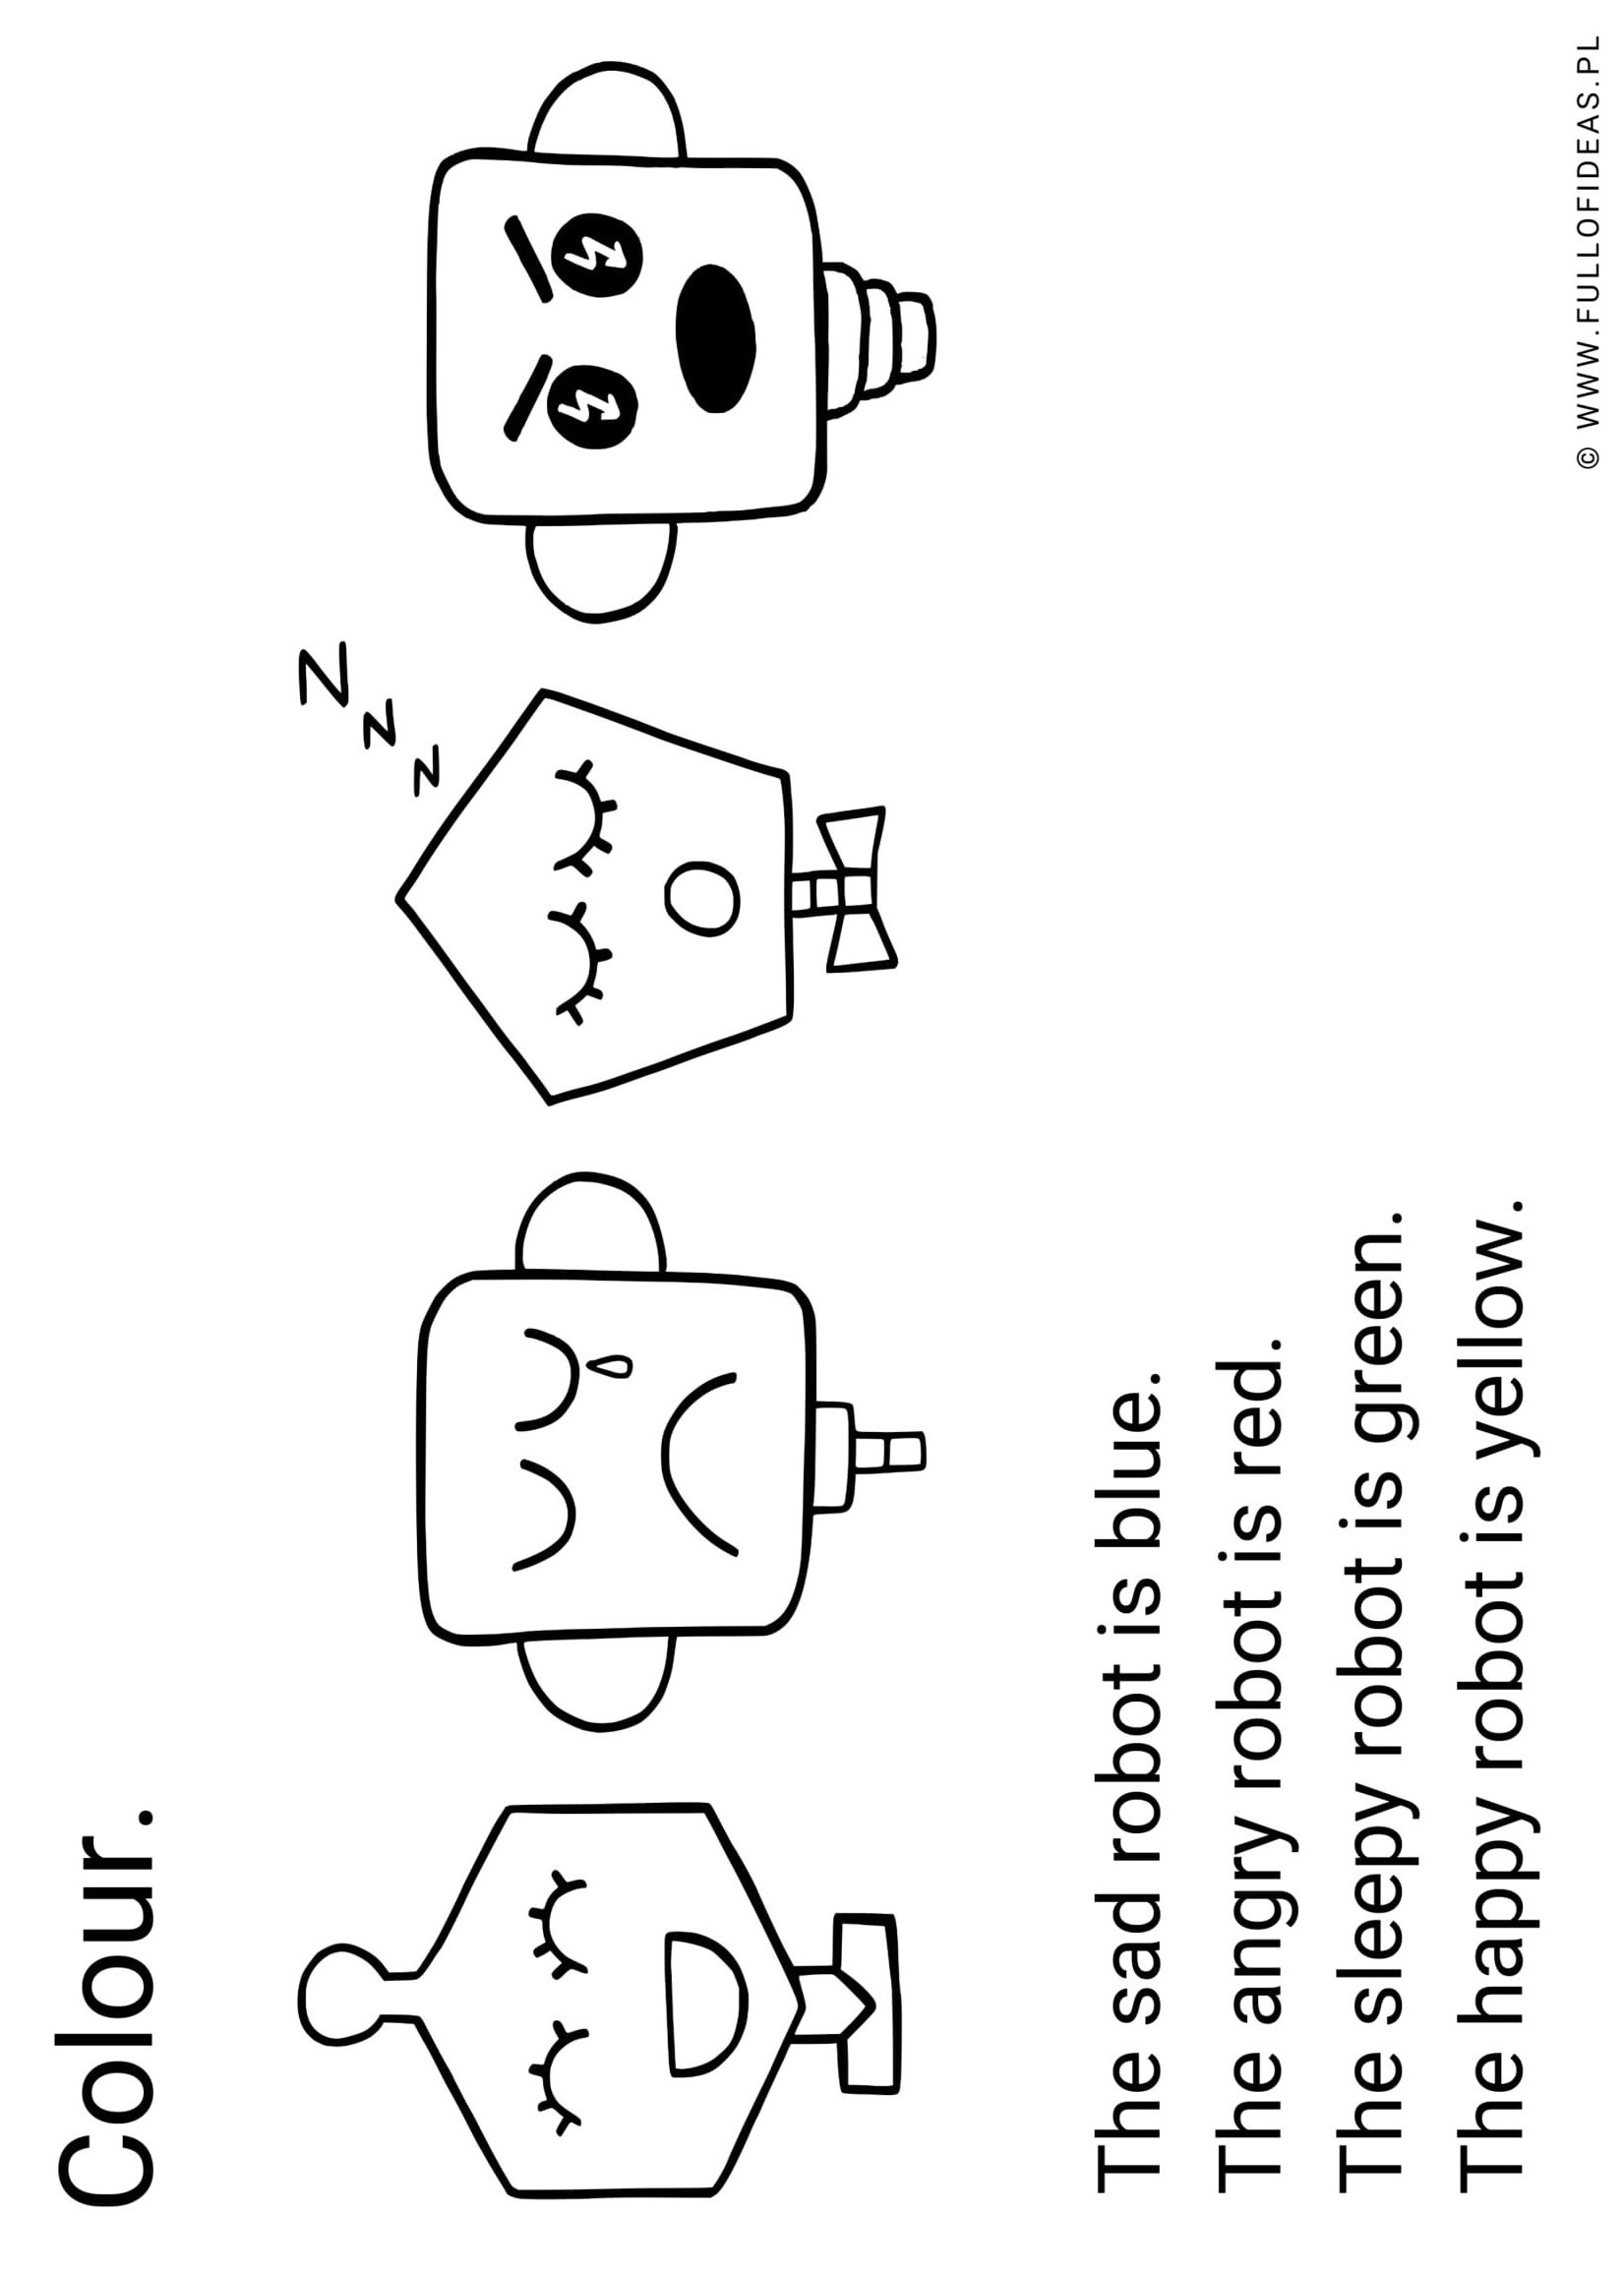 Colour.
z z z
The sad robot is blue.
The angry robot is red.
The sleepy robot is green.
The happy robot is yellow.
© WWW.FULLOFIDEAS.PL